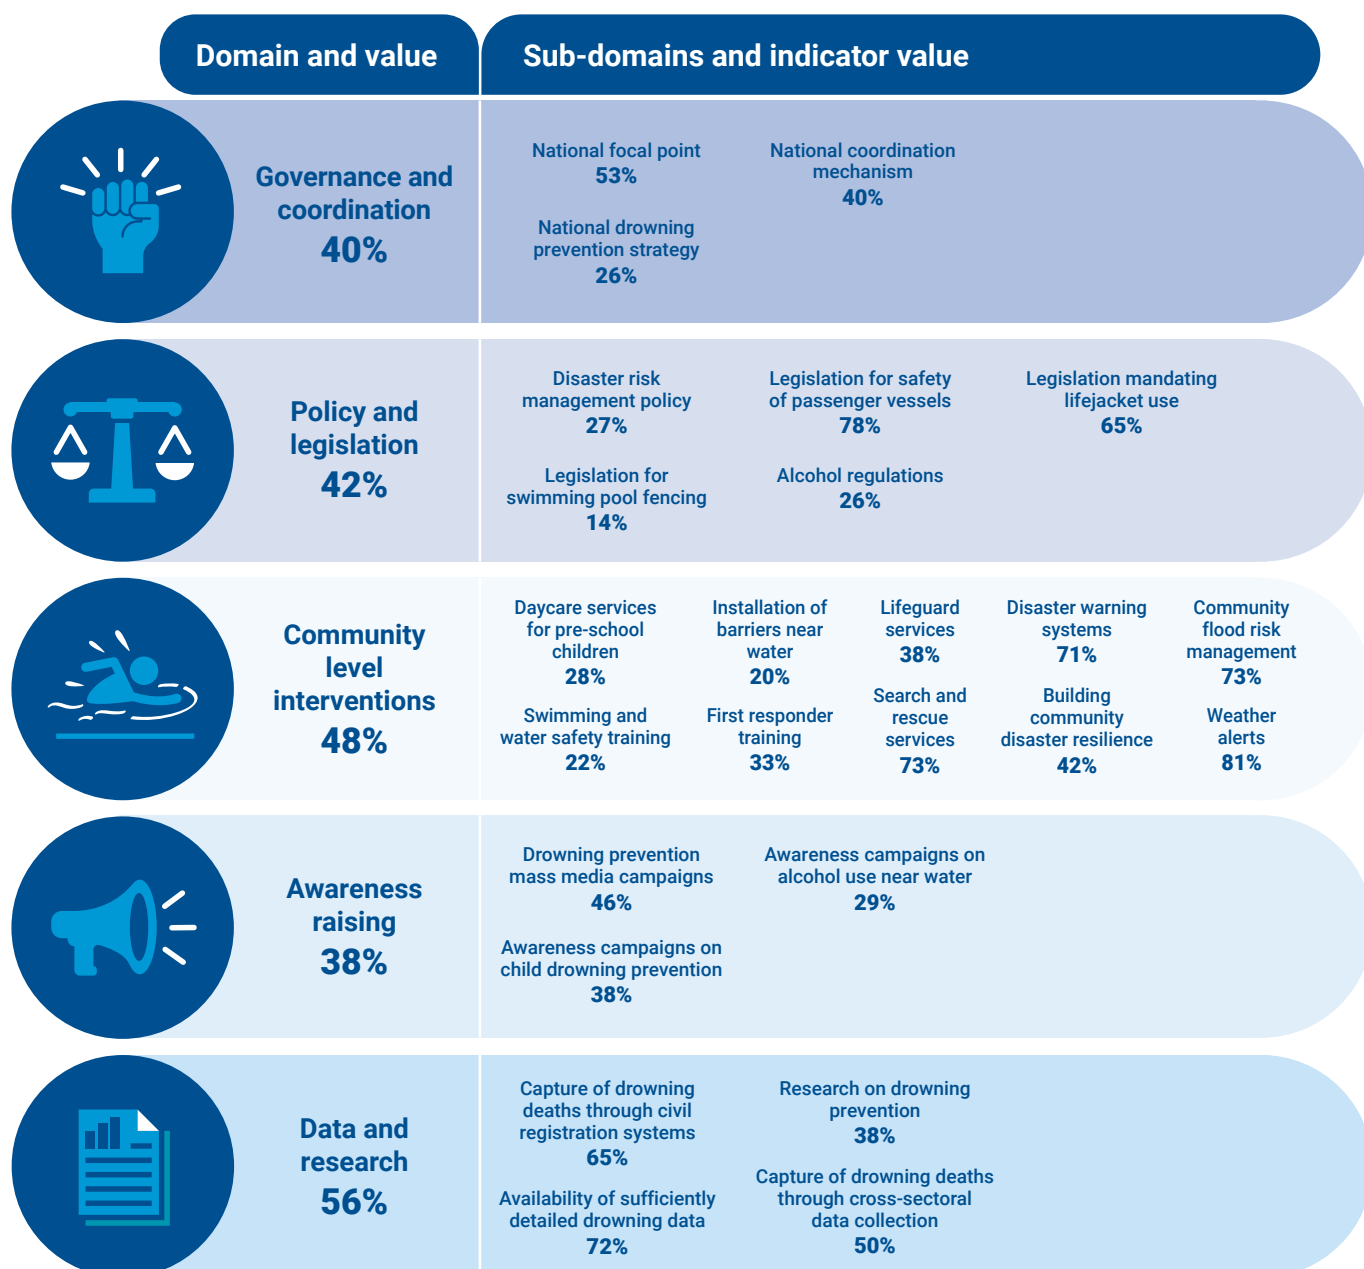 Domain and value
Sub-domains and indicator value
Governance and
coordination
40%
National focal point
53%
National coordination
mechanism
40%
National drowning
prevention strategy
26%
Policy and
legislation
42%
Disaster risk
management policy
27%
Legislation for safety
of passenger vessels
78%
Legislation mandating
lifejacket use
65%
Legislation for
swimming pool fencing
14%
Alcohol regulations
26%
Community
level
interventions
48%
Daycare services
for pre-school
children
28%
Installation of
barriers near
water
20%
Lifeguard
services
38%
Disaster warning
systems
71%
Community
flood risk
management
73%
Swimming and
water safety training
22%
First responder
training
33%
Search and
rescue
services
73%
Building
community
disaster resilience
42%
Weather
alerts
81%
Awareness
raising
38%
Drowning prevention
mass media campaigns
46%
Awareness campaigns on
alcohol use near water
29%
Awareness campaigns on
child drowning prevention
38%
Data and
research
56%
Capture of drowning
deaths through civil
registration systems
65%
Research on drowning
prevention
38%
Availability of sufficiently
detailed drowning data
72%
Capture of drowning deaths
through cross-sectoral
data collection
50%